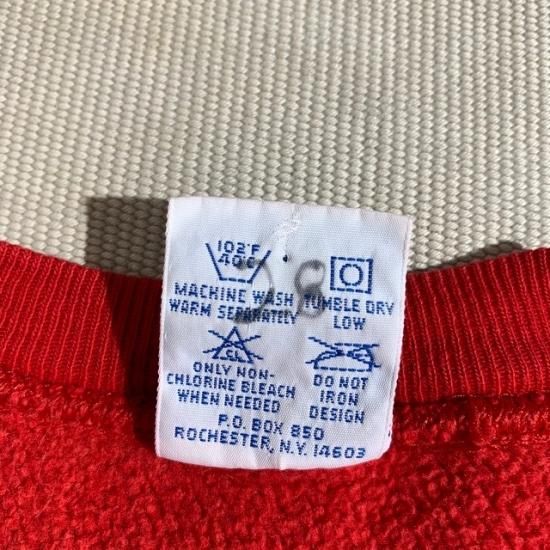 102°F
40°C
MACHINE WASH
WARM SEPARATELY
TUMBLE DRY
LOW
CL
ONLY NON-
CHLORINE BLEACH
WHEN NEEDED
DO NOT
IRON
DESIGN
P.O. BOX 850
ROCHESTER, N.Y. 14603